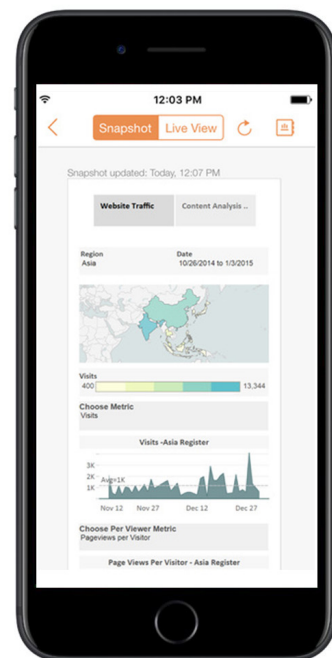 12:03 PM
Snapshot Live View
Snapshot updated: Today, 12:07 PM
Website Traffic Content Analysis ..
Region Date
Asia 10/26/2014 to 1/3/2015
Visits
400 13,344
Choose Metric
Visits
Visits -Asia Register
3K
2K
Avg=1K
1K
Nov 12 Nov 27 Dec 12 Dec 27
Choose Per Viewer Metric
Pageviews per Visitor
Page Views Per Visitor - Asia Register